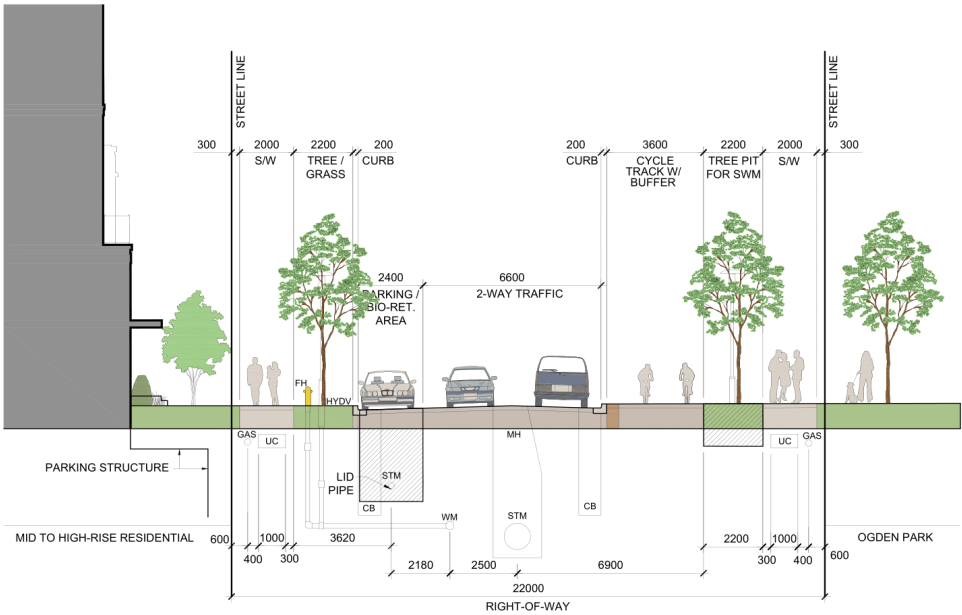 STREET LINE
STREET LINE
300
2000
2200
200
200
3600
2200
2000
300
S/W
TREE /
GRASS
CURB
CURB
CYCLE
TRACK W/
BUFFER
TREE PIT
FOR SWM
S/W
2400
6600
PARKING /
BIO-RET.
AREA
2-WAY TRAFFIC
FH
HYDV
GAS
UC
MH
UC
GAS
PARKING STRUCTURE
LID
PIPE
STM
CB
WM
STM
CB
MID TO HIGH-RISE RESIDENTIAL
OGDEN PARK
600
400
1000
300
3620
2180
2500
6900
2200
300
1000
400
600
22000
RIGHT-OF-WAY